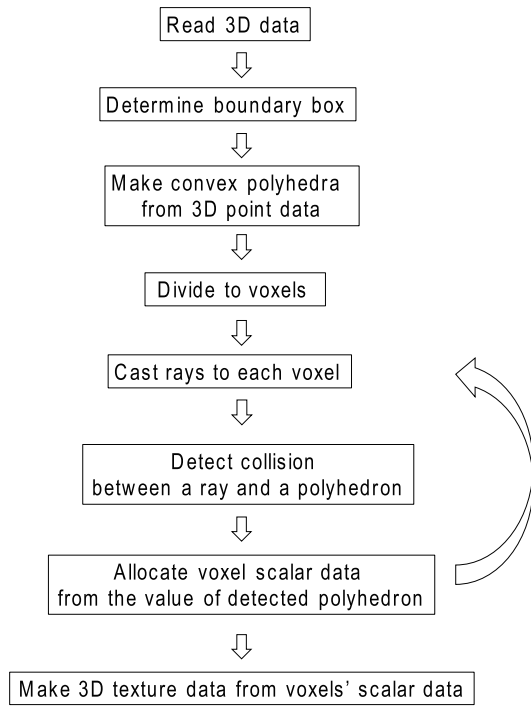 Read 3D data
Determine boundary box
Make convex polyhedra
from 3D point data
Divide to voxels
Cast rays to each voxel
Detect collision
between a ray and a polyhedron
Allocate voxel scalar data
from the value of detected polyhedron
Make 3D texture data from voxels' scalar data